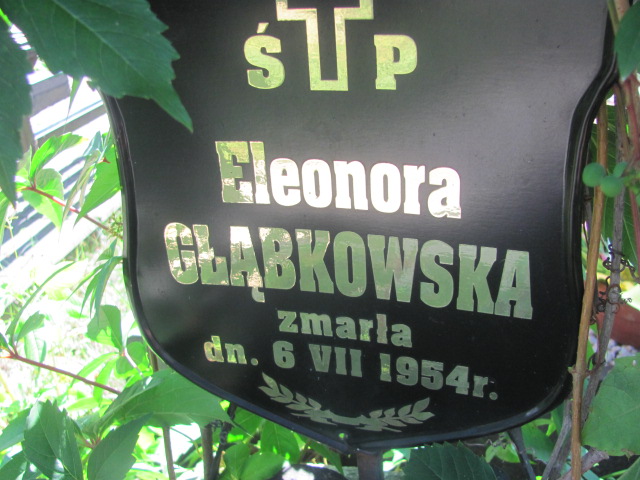 Ś P
Eleonora
GŁĄBKOWSKA
zmarła
dn. 6 VII 1954r.